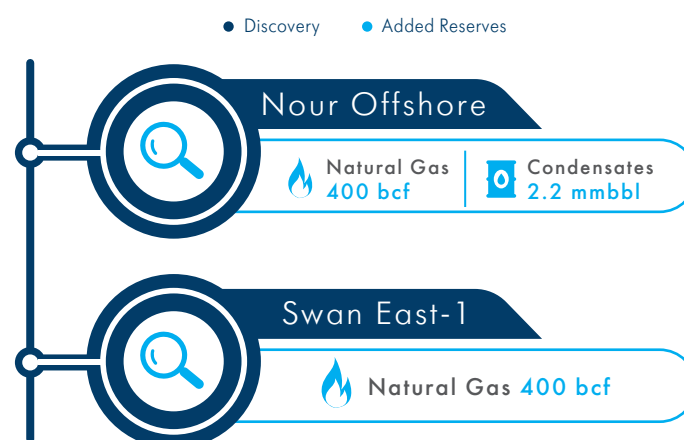 Discovery Added Reserves
Nour Offshore
Natural Gas
400 bcf
Condensates
2.2 mmbbl
Swan East-1
Natural Gas 400 bcf